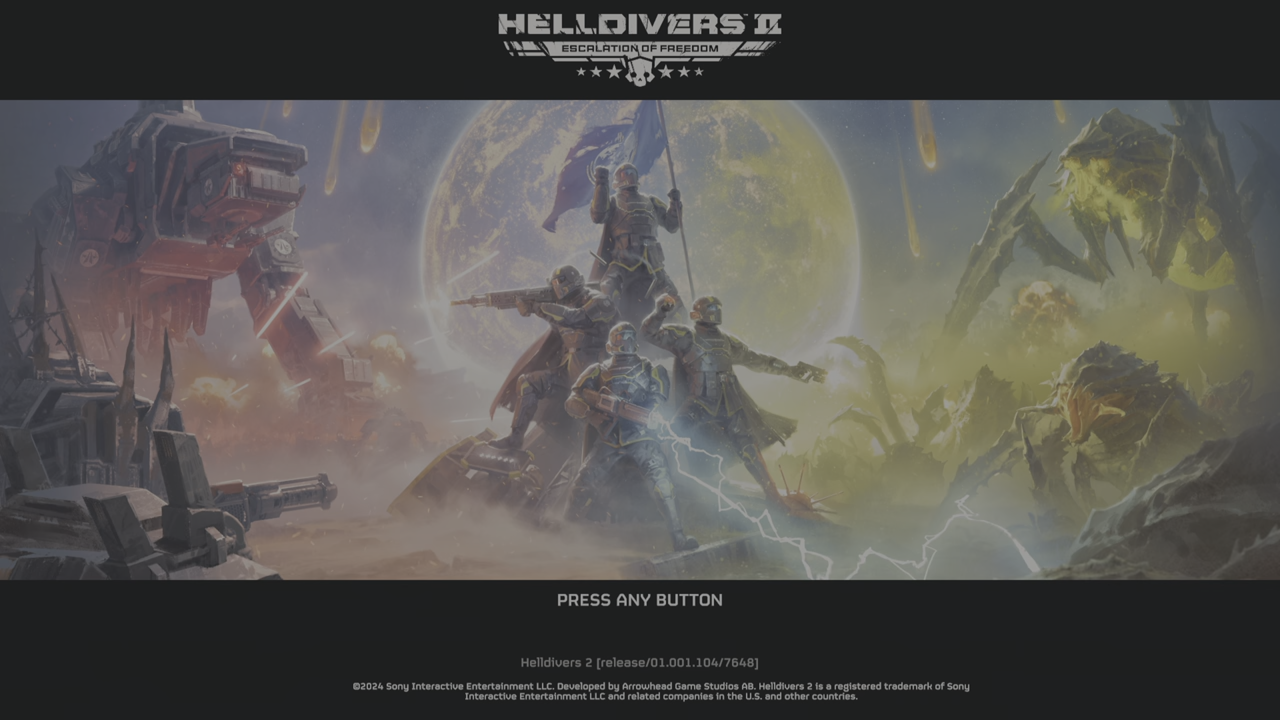 HELLDIVERS II
ESCALATION OF FREEDOM
PRESS ANY BUTTON
Helldivers 2 [release/01.001.104/7648]
©2024 Sony Interactive Entertainment LLC. Developed by Arrowhead Game Studios AB. Helldivers 2 is a registered trademark of Sony
Interactive Entertainment LLC and related companies in the U.S. and other countries.